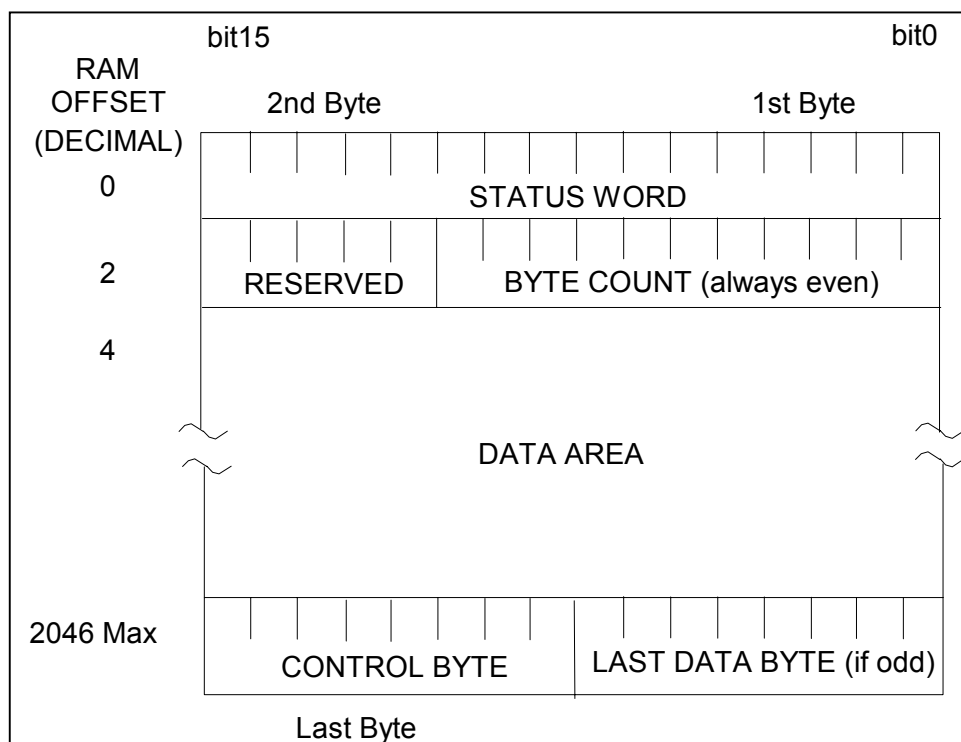 bit15 bit0
RAM
OFFSET
(DECIMAL)
2nd Byte 1st Byte
0 STATUS WORD
2 RESERVED BYTE COUNT (always even)
4
DATA AREA
2046 Max CONTROL BYTE LAST DATA BYTE (if odd)
Last Byte